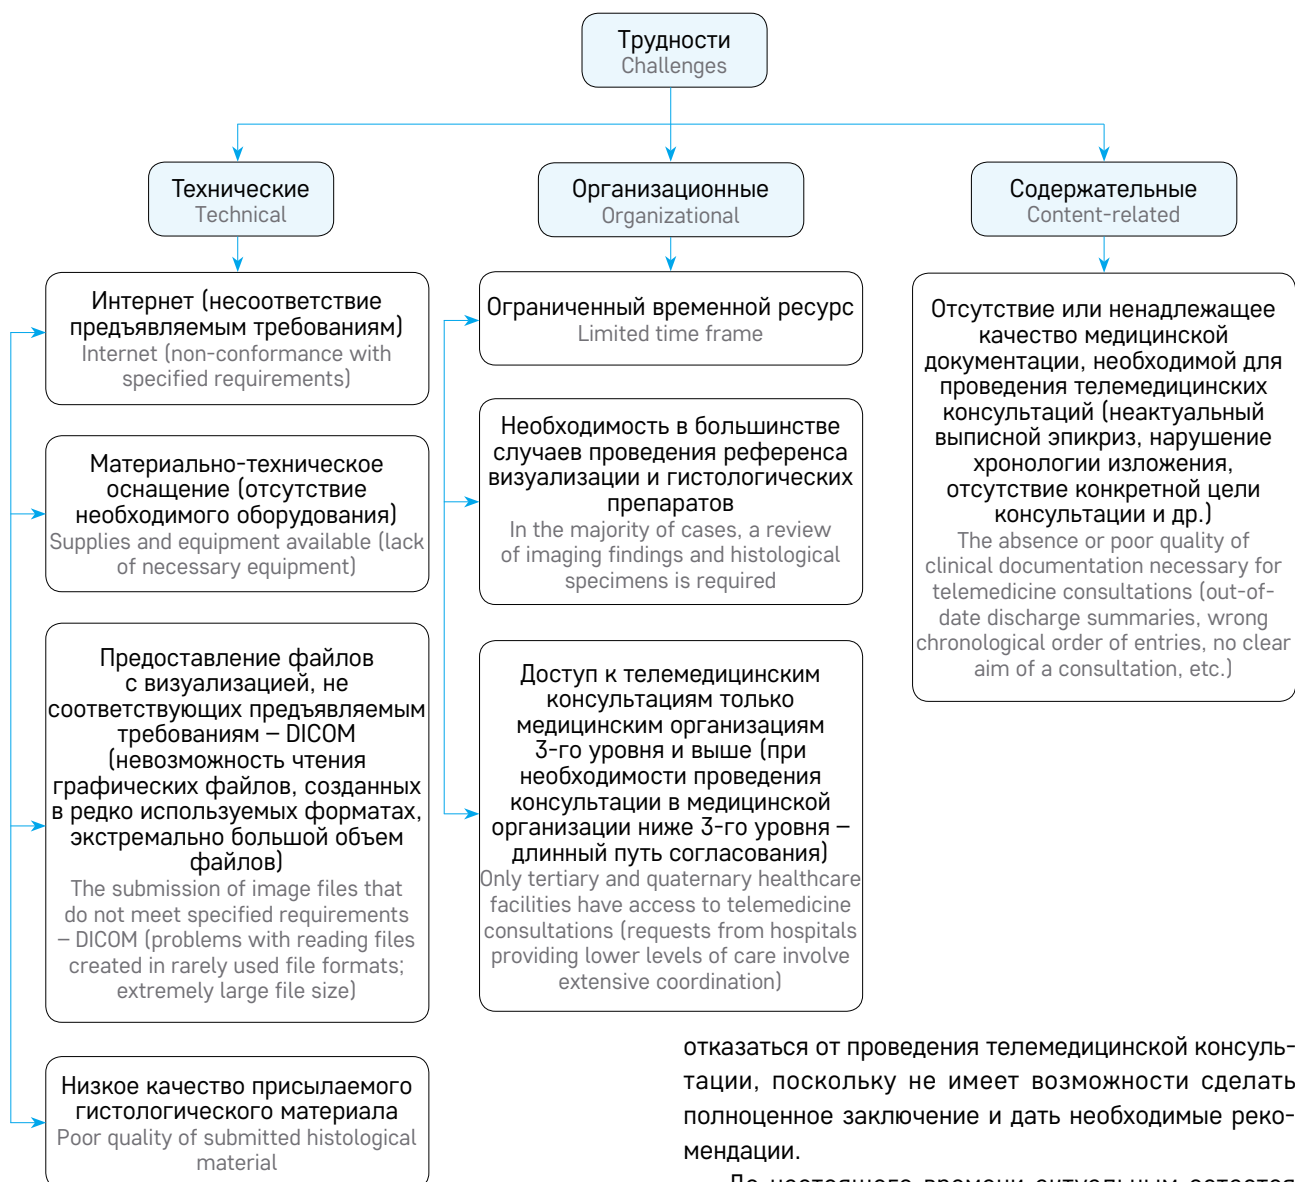 Трудности
Challenges
Технические
Technical
Интернет (несоответствие
предъявляемым требованиям)
Internet (non-conformance with
specified requirements)
Материально-техническое
оснащение (отсутствие
необходимого оборудования)
Supplies and equipment available (lack
of necessary equipment)
Предоставление файлов
с визуализацией, не
соответствующих предъявляемым
требованиям – DICOM
(невозможность чтения
графических файлов, созданных
в редко используемых форматах,
экстремально большой объем
файлов)
The submission of image files that
do not meet specified requirements
– DICOM (problems with reading files
created in rarely used file formats;
extremely large file size)
Низкое качество присылаемого
гистологического материала
Poor quality of submitted histological
material
Организационные
Organizational
Ограниченный временной ресурс
Limited time frame
Необходимость в большинстве
случаев проведения референса
визуализации и гистологических
препаратов
In the majority of cases, a review
of imaging findings and histological
specimens is required
Доступ к телемедицинским
консультациям только
медицинским организациям
3-го уровня и выше (при
необходимости проведения
консультации в медицинской
организации ниже 3-го уровня –
длинный путь согласования)
Only tertiary and quaternary healthcare
facilities have access to telemedicine
consultations (requests from hospitals
providing lower levels of care involve
extensive coordination)
Содержательные
Content-related
Отсутствие или ненадлежащее
качество медицинской
документации, необходимой для
проведения телемедицинских
консультаций (неактуальный
выписной эпикриз, нарушение
хронологии изложения,
отсутствие конкретной цели
консультации и др.)
The absence or poor quality of
clinical documentation necessary for
telemedicine consultations (out-of-
date discharge summaries, wrong
chronological order of entries, no clear
aim of a consultation, etc.)
отказаться от проведения телемедицинской консуль-
тации, поскольку не имеет возможности сделать
полноценное заключение и дать необходимые реко-
мендации.
До настоящего времени актуальным остается